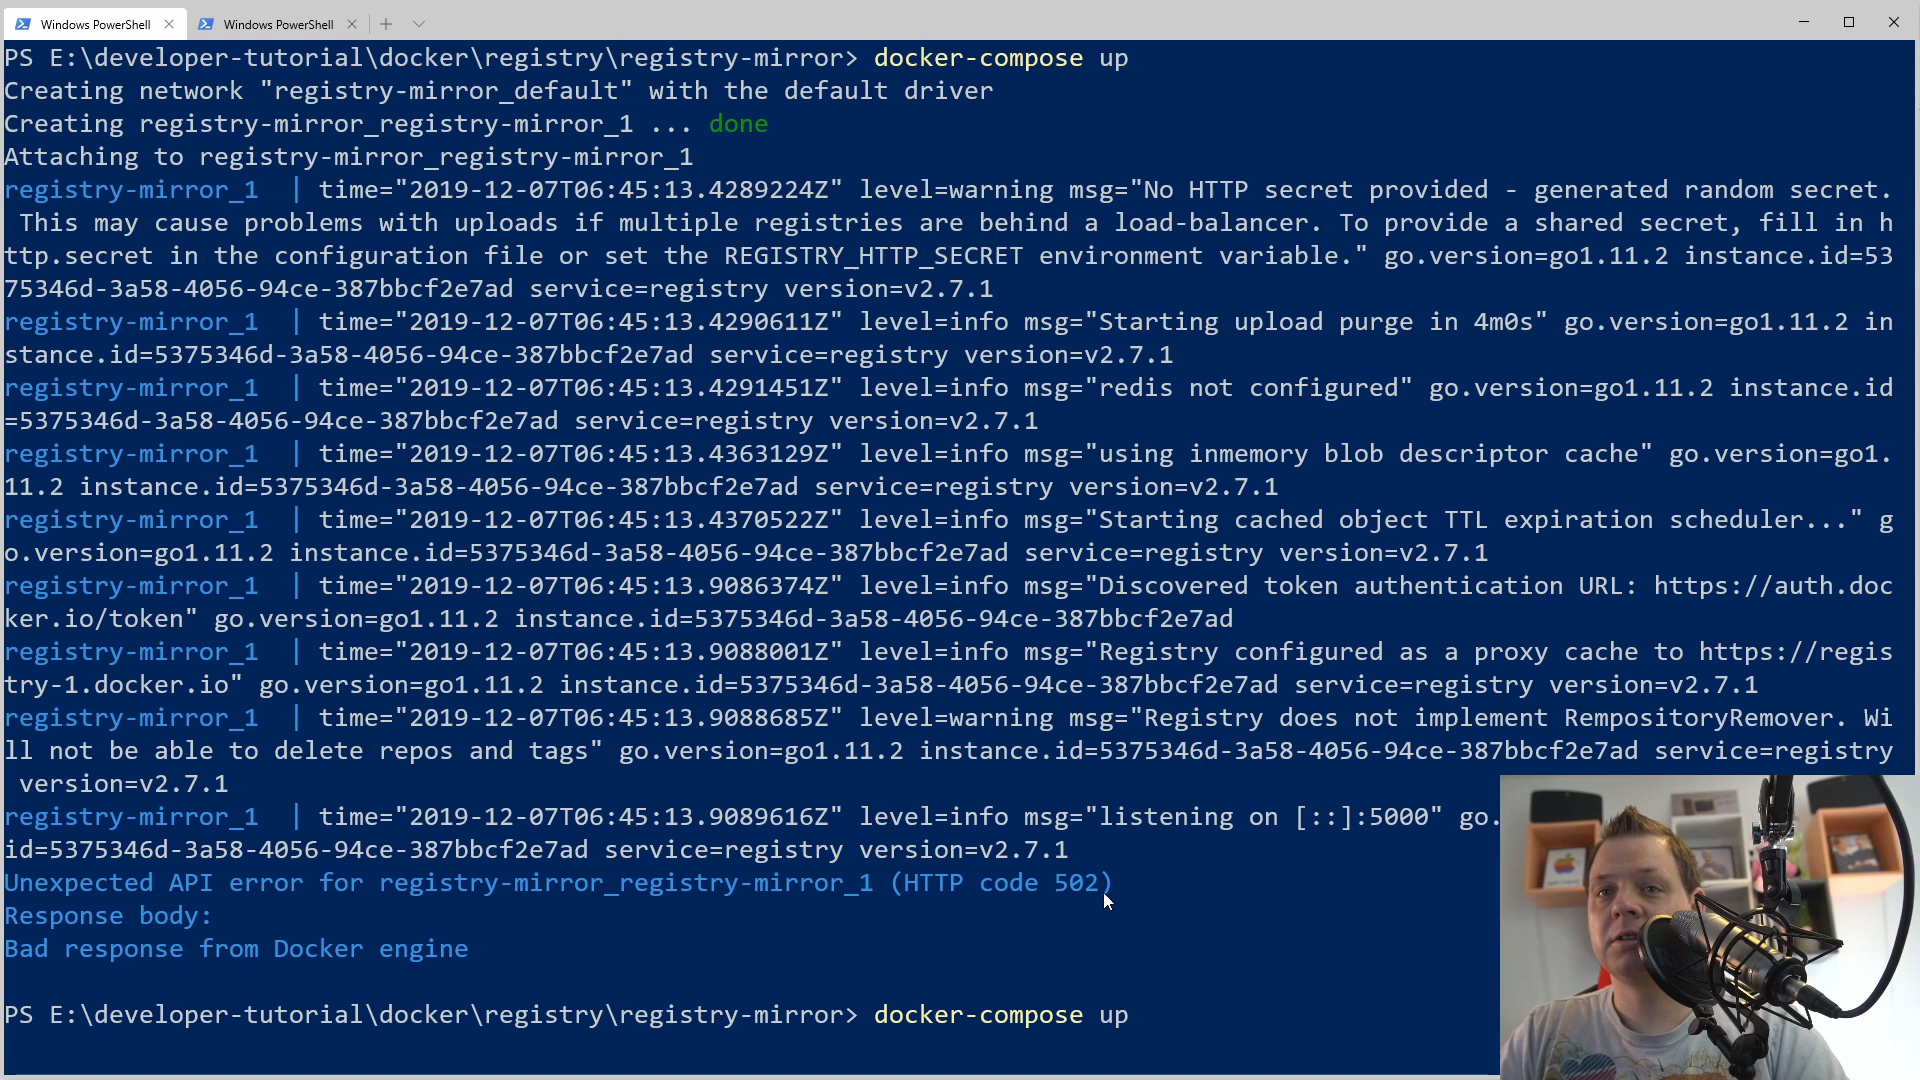 Windows PowerShell
Windows PowerShell
PS E:\developer-tutorial\docker\registry\registry-mirror> docker-compose up
Creating network "registry-mirror_default" with the default driver
Creating registry-mirror_registry-mirror_1 ... done
Attaching to registry-mirror_registry-mirror_1
registry-mirror_1  | time="2019-12-07T06:45:13.4289224Z" level=warning msg="No HTTP secret provided - generated random secret.
This may cause problems with uploads if multiple registries are behind a load-balancer. To provide a shared secret, fill in h
ttp.secret in the configuration file or set the REGISTRY_HTTP_SECRET environment variable." go.version=go1.11.2 instance.id=53
75346d-3a58-4056-94ce-387bbcf2e7ad service=registry version=v2.7.1
registry-mirror_1  | time="2019-12-07T06:45:13.4290611Z" level=info msg="Starting upload purge in 4m0s" go.version=go1.11.2 in
stance.id=5375346d-3a58-4056-94ce-387bbcf2e7ad service=registry version=v2.7.1
registry-mirror_1  | time="2019-12-07T06:45:13.4291451Z" level=info msg="redis not configured" go.version=go1.11.2 instance.id
=5375346d-3a58-4056-94ce-387bbcf2e7ad service=registry version=v2.7.1
registry-mirror_1  | time="2019-12-07T06:45:13.4363129Z" level=info msg="using inmemory blob descriptor cache" go.version=go1.
11.2 instance.id=5375346d-3a58-4056-94ce-387bbcf2e7ad service=registry version=v2.7.1
registry-mirror_1  | time="2019-12-07T06:45:13.4370522Z" level=info msg="Starting cached object TTL expiration scheduler..." g
o.version=go1.11.2 instance.id=5375346d-3a58-4056-94ce-387bbcf2e7ad service=registry version=v2.7.1
registry-mirror_1  | time="2019-12-07T06:45:13.9086374Z" level=info msg="Discovered token authentication URL: https://auth.doc
ker.io/token" go.version=go1.11.2 instance.id=5375346d-3a58-4056-94ce-387bbcf2e7ad
registry-mirror_1  | time="2019-12-07T06:45:13.9088001Z" level=info msg="Registry configured as a proxy cache to https://regis
try-1.docker.io" go.version=go1.11.2 instance.id=5375346d-3a58-4056-94ce-387bbcf2e7ad service=registry version=v2.7.1
registry-mirror_1  | time="2019-12-07T06:45:13.9088685Z" level=warning msg="Registry does not implement RempositoryRemover. Wi
ll not be able to delete repos and tags" go.version=go1.11.2 instance.id=5375346d-3a58-4056-94ce-387bbcf2e7ad service=registry
version=v2.7.1
registry-mirror_1  | time="2019-12-07T06:45:13.9089616Z" level=info msg="listening on [::]:5000" go.
id=5375346d-3a58-4056-94ce-387bbcf2e7ad service=registry version=v2.7.1
Unexpected API error for registry-mirror_registry-mirror_1 (HTTP code 502)
Response body:
Bad response from Docker engine
PS E:\developer-tutorial\docker\registry\registry-mirror> docker-compose up